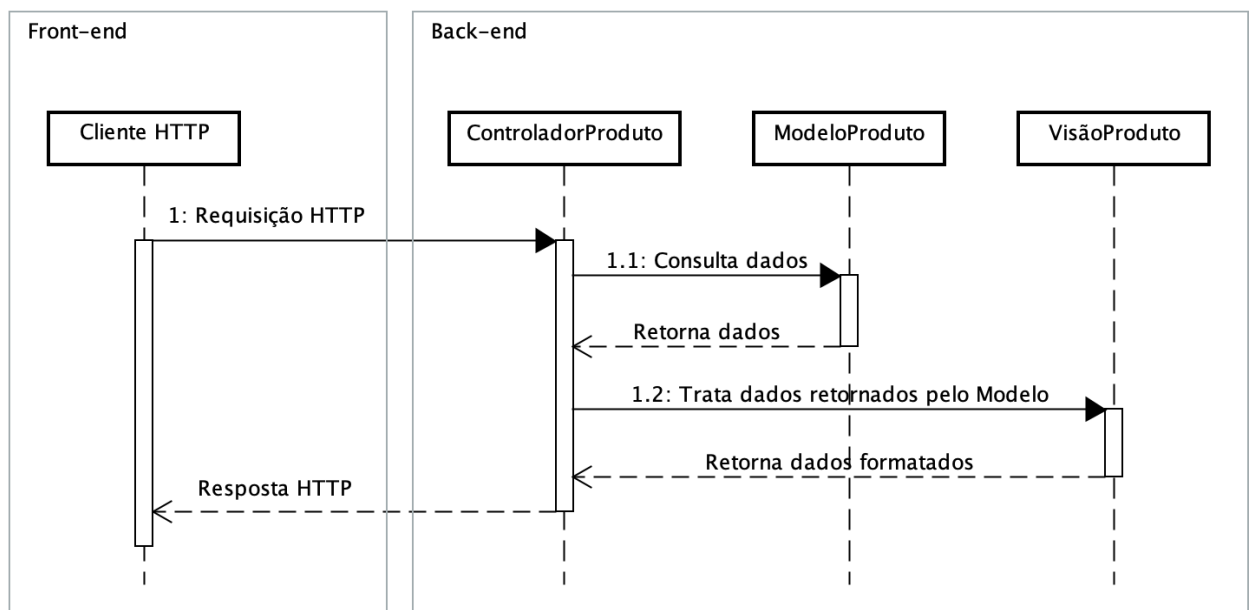 Front-end
Back-end
Cliente HTTP
ControladorProduto
ModeloProduto
VisãoProduto
1: Requisição HTTP
1.1: Consulta dados
Retorna dados
1.2: Trata dados retornados pelo Modelo
Retorna dados formatados
Resposta HTTP